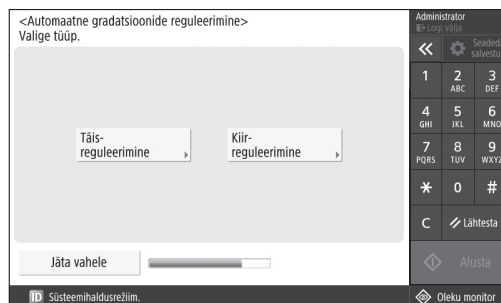 <Automaatne gradatsioonide reguleerimine>
Valige tüüp.
Täis-
reguleerimine
Kiir-
reguleerimine
Jäta vahele
ID Süsteemihaldusrežiim.
Administrator
Logi välja
Seaded/
salvestu
1 2 3
ABC DEF
4 5 6
GHI JKL MNO
7 8 9
PQRS TUV WXYZ
* 0 #
C Lähtesta
Alusta
Oleku monitor